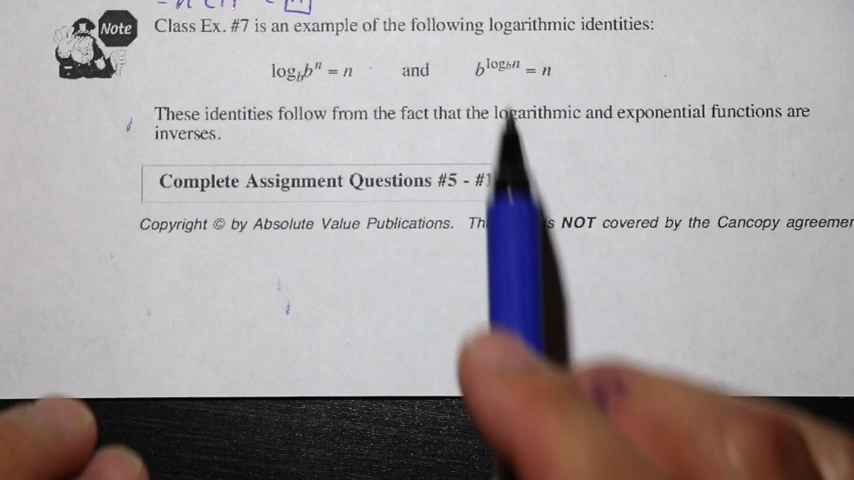 Note
Class Ex. #7 is an example of the following logarithmic identities:
log_b b^n = n and b^{log_b n} = n
These identities follow from the fact that the logarithmic and exponential functions are
inverses.
Complete Assignment Questions #5 - #1
Copyright © by Absolute Value Publications. NOT covered by the Cancopy